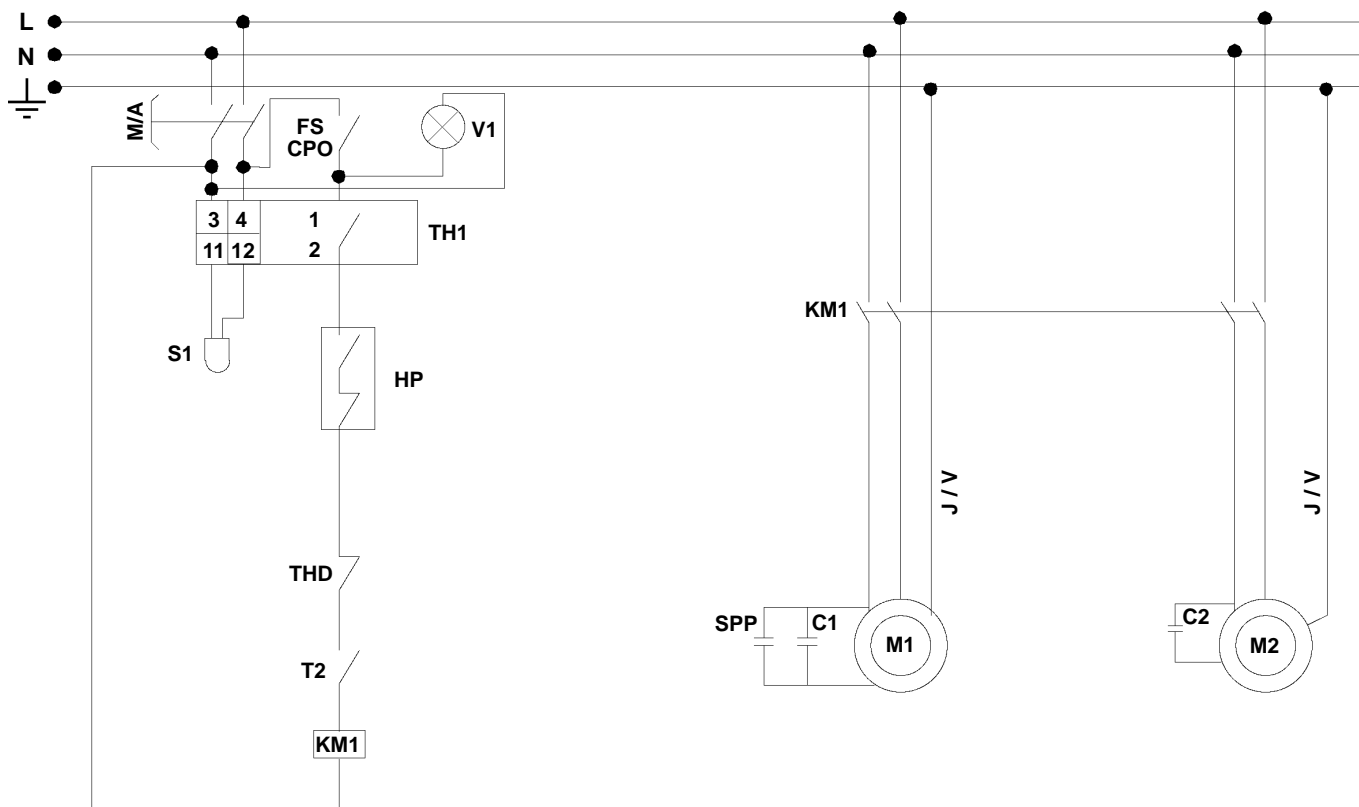 L
N
M/A
FS
CPO
V1
3 4 1
TH1
11 12 2
KM1
S1
HP
J / V
J / V
THD
SPP
C1
M1
C2
M2
T2
KM1